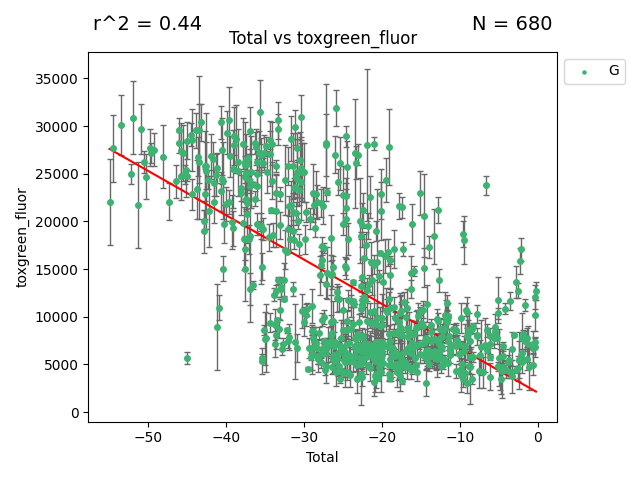 r^2 = 0.44
N = 680
Total vs toxgreen_fluor
G
toxgreen_fluor
35000
30000
25000
20000
15000
10000
5000
0
−50
−40
−30
−20
−10
0
Total